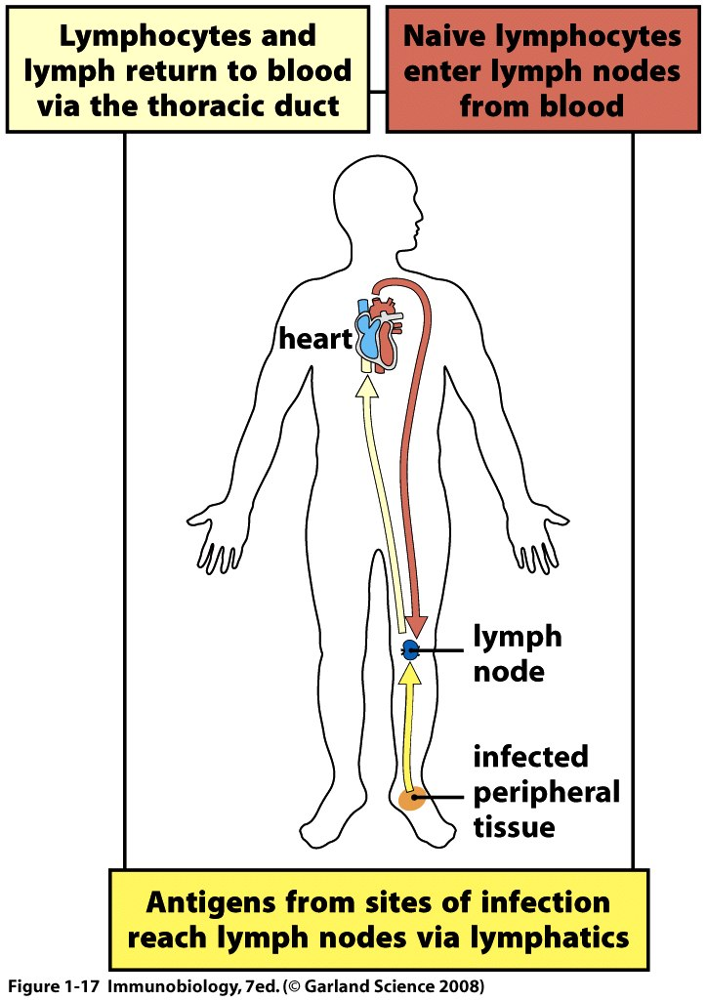 Lymphocytes and
lymph return to blood
via the thoracic duct
Naive lymphocytes
enter lymph nodes
from blood
heart
lymph
node
infected
peripheral
tissue
Antigens from sites of infection
reach lymph nodes via lymphatics
Figure 1-17 Immunobiology, 7ed. (© Garland Science 2008)